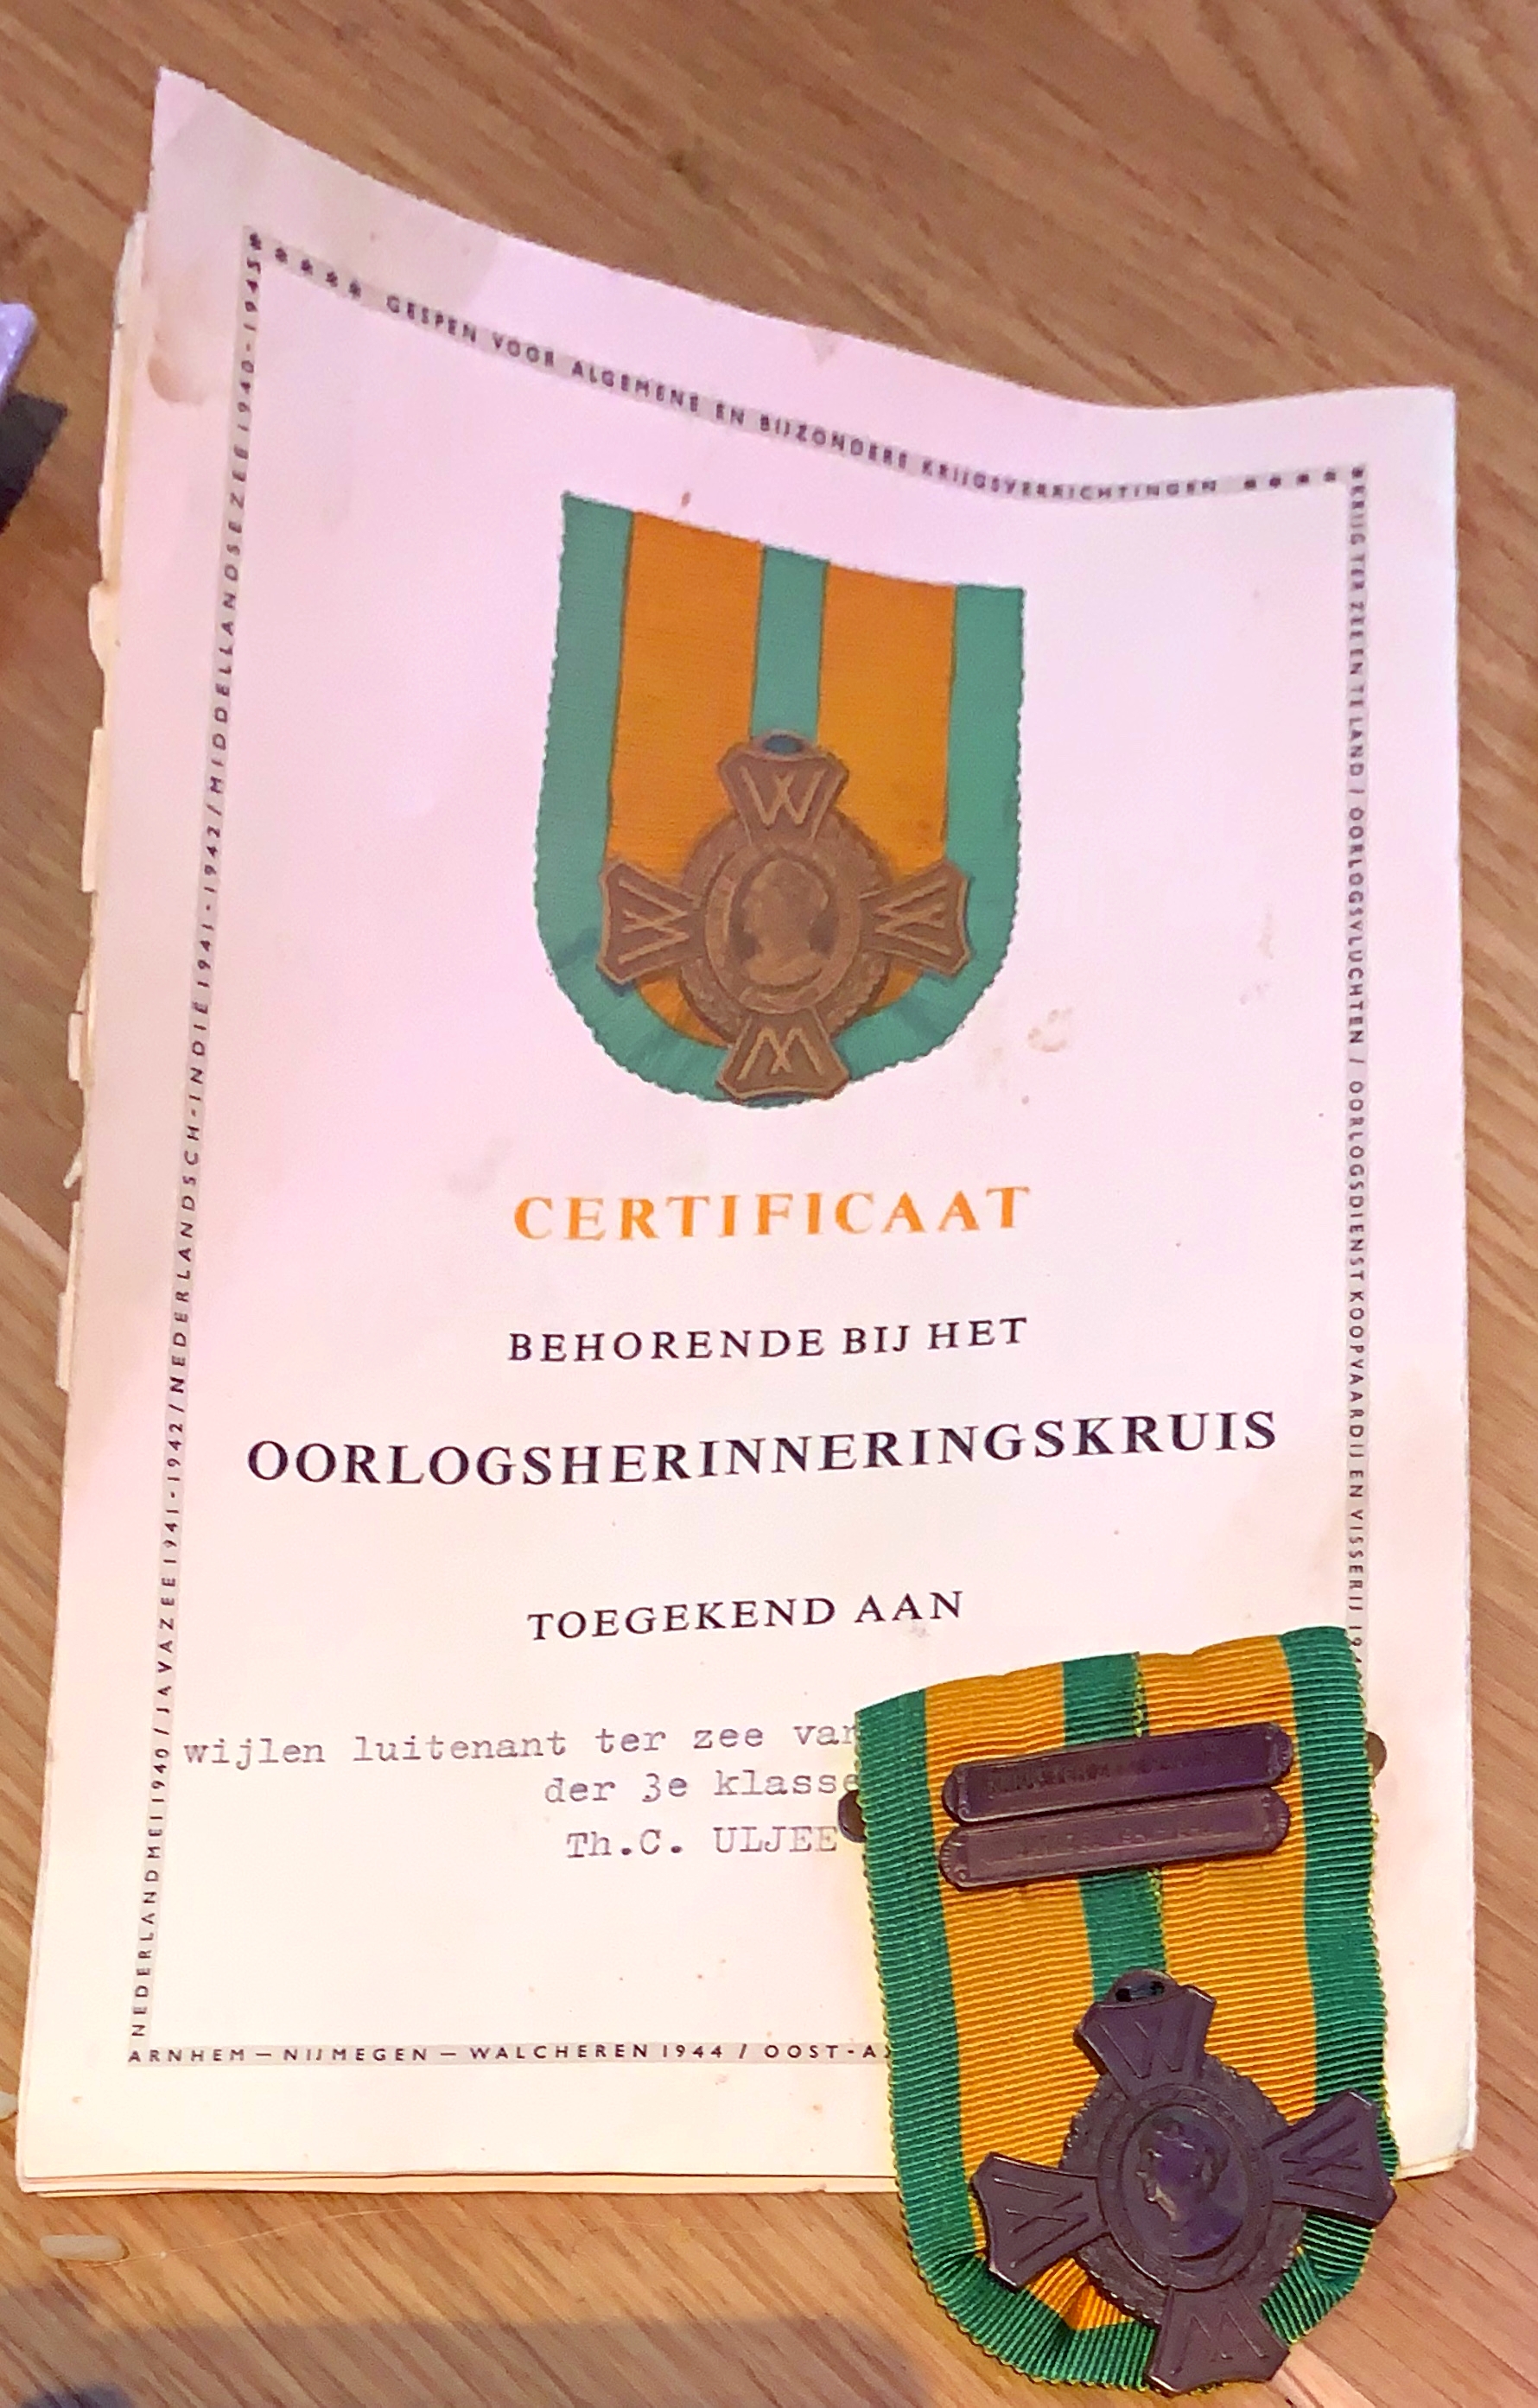 GESPEN VOOR ALGEMENE EN BIJZONDERE KRIJGSVERRICHTINGEN
KRIJG TER ZEE EN TE LAND / OORLOGSVLUCHTEN / OORLOGSDIENST KOOPVAARDIJ EN VISSERIJ
NEDERLAND MEI 1940 / JAVAZEE 1941-1942 / NEDERLANDSCH-INDIË 1941-1942 / MIDDELLANDSE ZEE 1940-1945
W
W
W
W
CERTIFICAAT
BEHORENDE BIJ HET
OORLOGSHERINNERINGSKRUIS
TOEGEKEND AAN
wijlen luitenant ter zee van
der 3e klasse
Th.C. ULJEE
ARNHEM — NIJMEGEN — WALCHEREN 1944 / OOST-A
W
W
W
W